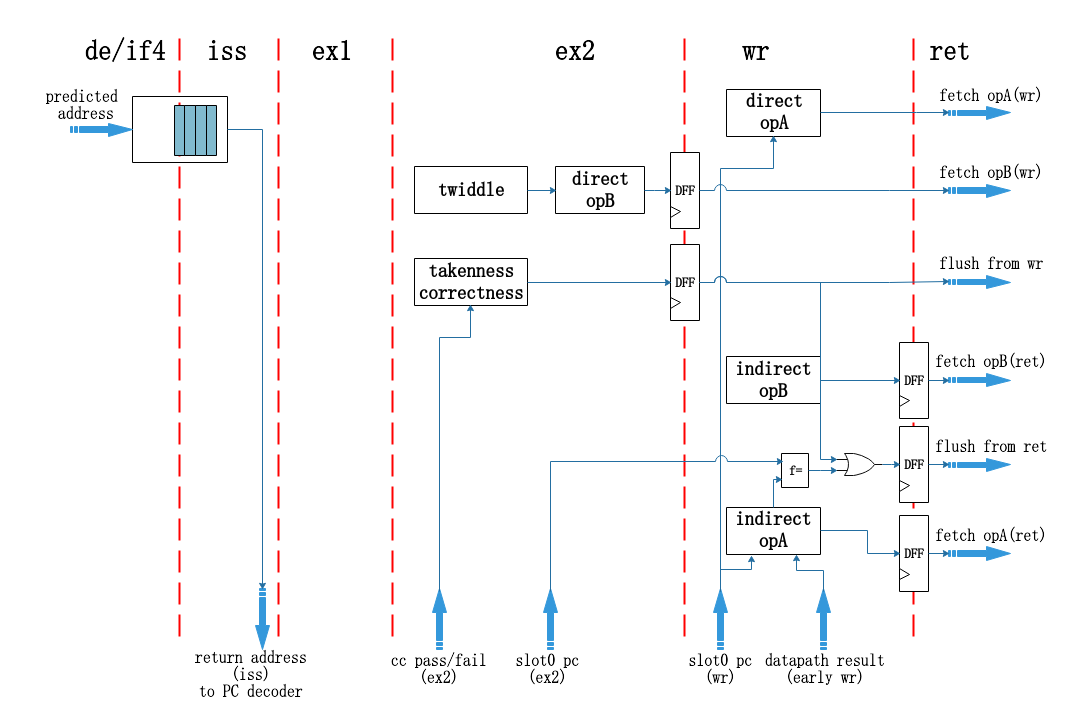 de/if4
iss
ex1
ex2
wr
ret
predicted
address
direct
opA
fetch opA(wr)
twiddle
direct
opB
DFF
fetch opB(wr)
takenness
correctness
DFF
flush from wr
indirect
opB
DFF
fetch opB(ret)
f=
DFF
flush from ret
indirect
opA
DFF
fetch opA(ret)
return address
(iss)
to PC decoder
cc pass/fail
(ex2)
slot0 pc
(ex2)
slot0 pc
(wr)
datapath result
(early wr)